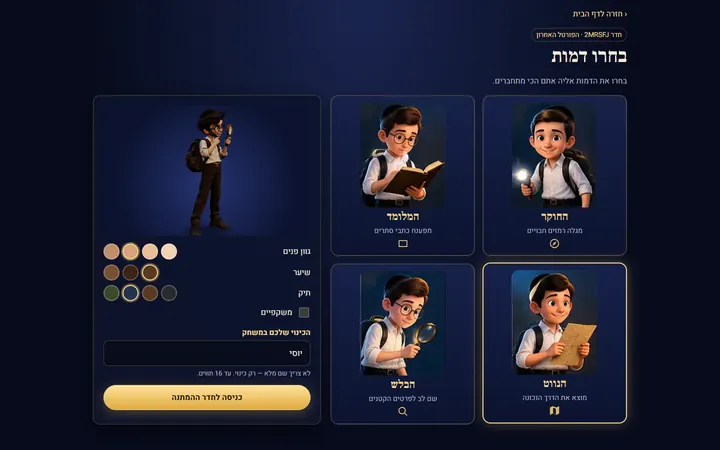 ‹ חזרה לדף הבית
חדר 2MRSFJ · הפורטל האחרון
בחרו דמות
בחרו את הדמות אליה אתם הכי מתחברים.
החוקר
מגלה רמזים חבויים
המלומד
מפענח כתבי סתרים
הנווט
מוצא את הדרך הנכונה
הבלש
שם לב לפרטים הקטנים
גוון פנים
שיער
תיק
משקפיים
הכינוי שלכם במשחק
יוסי
לא צריך שם מלא — רק כינוי. עד 16 תווים.
כניסה לחדר ההמתנה